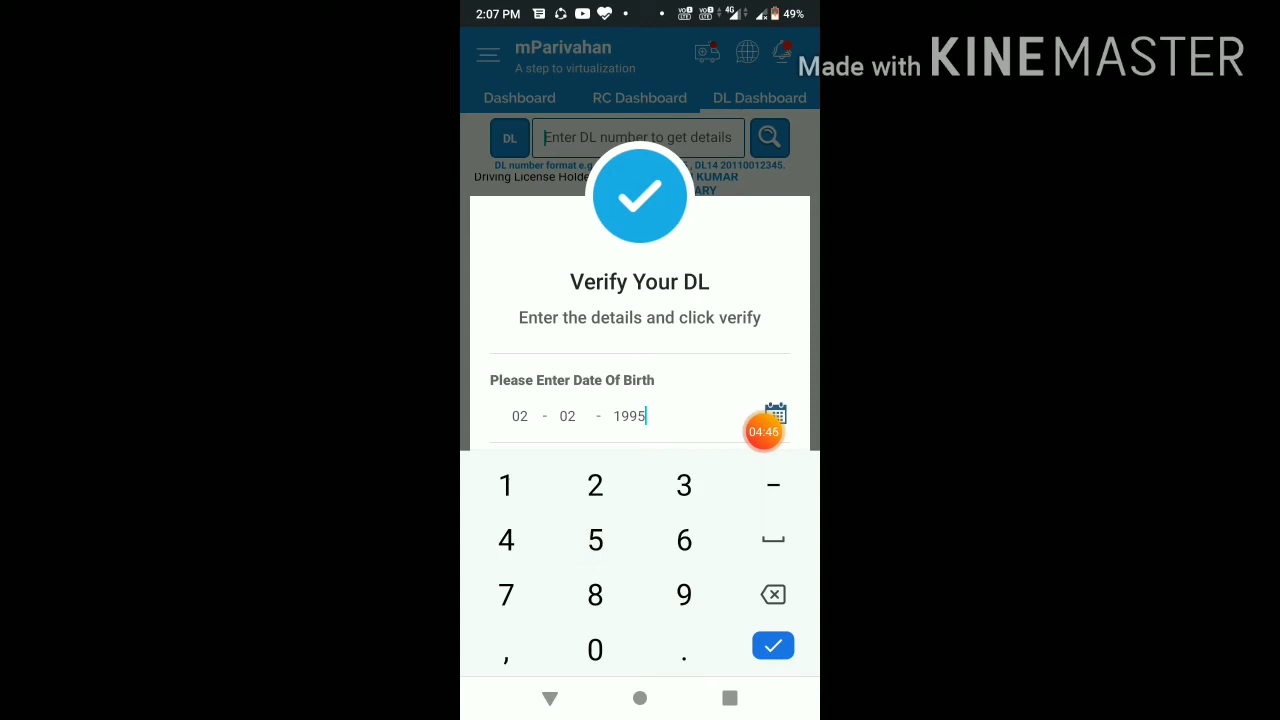 2:07 PM 4G 49%
Made with KINEMASTER
mParivahan
A step to virtualization
Dashboard RC Dashboard DL Dashboard
DL Enter DL number to get details
DL number format e.g. , DL14 20110012345.
Driving License Holde KUMAR
ARY
Verify Your DL
Enter the details and click verify
Please Enter Date Of Birth
02 - 02 - 1995
04:46
1 2 3 -
4 5 6
7 8 9
, 0 .